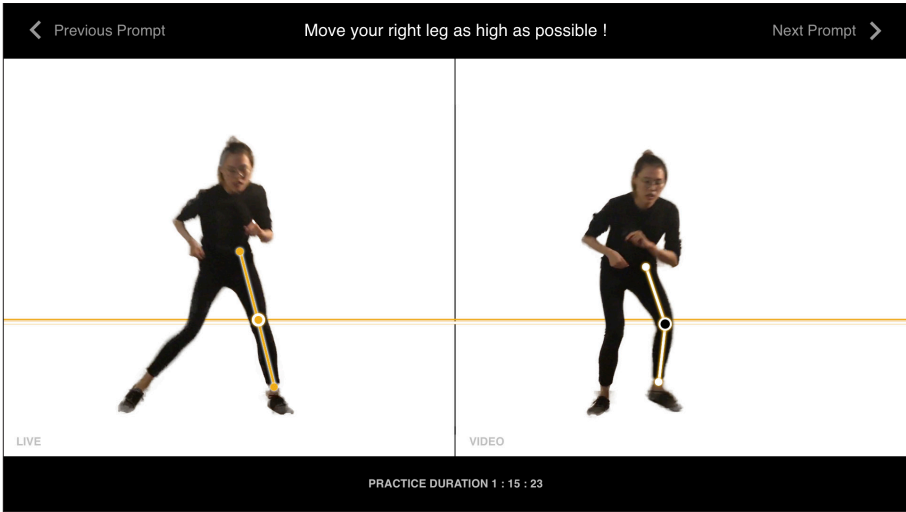 Previous Prompt
Move your right leg as high as possible !
Next Prompt
LIVE
VIDEO
PRACTICE DURATION 1 : 15 : 23